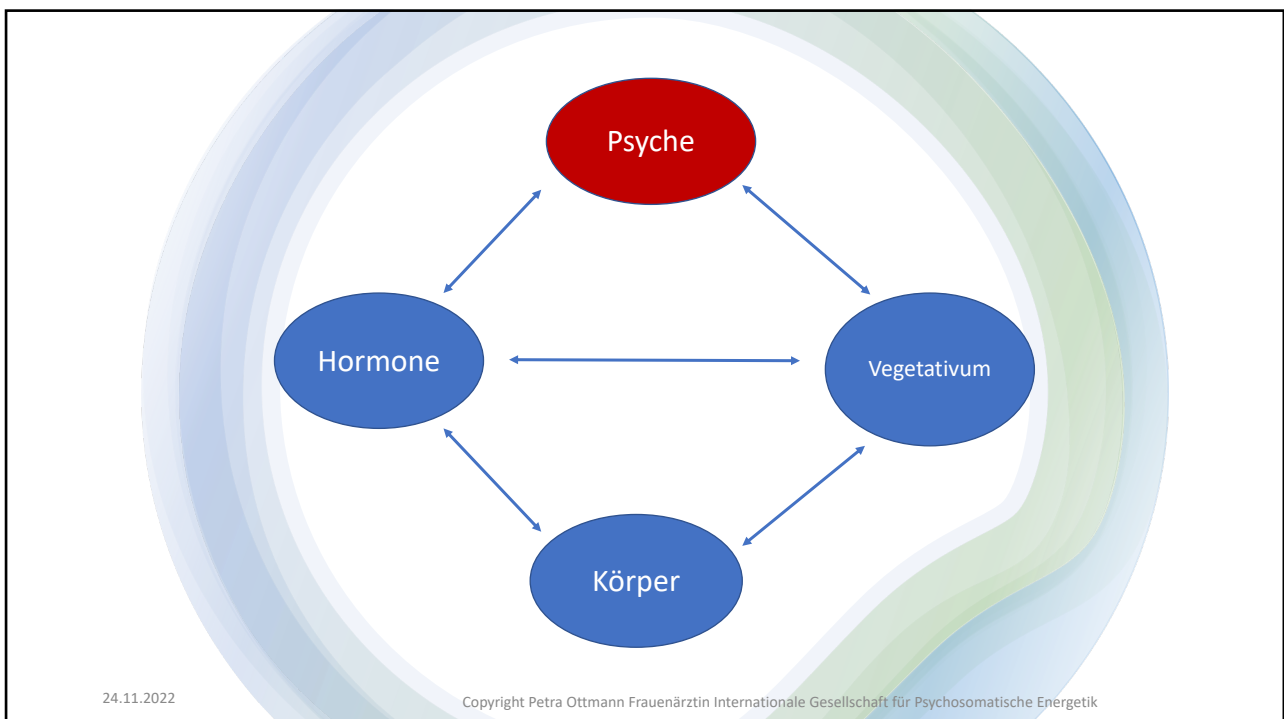 Psyche
Hormone
Vegetativum
Körper
24.11.2022
Copyright Petra Ottmann Frauenärztin Internationale Gesellschaft für Psychosomatische Energetik